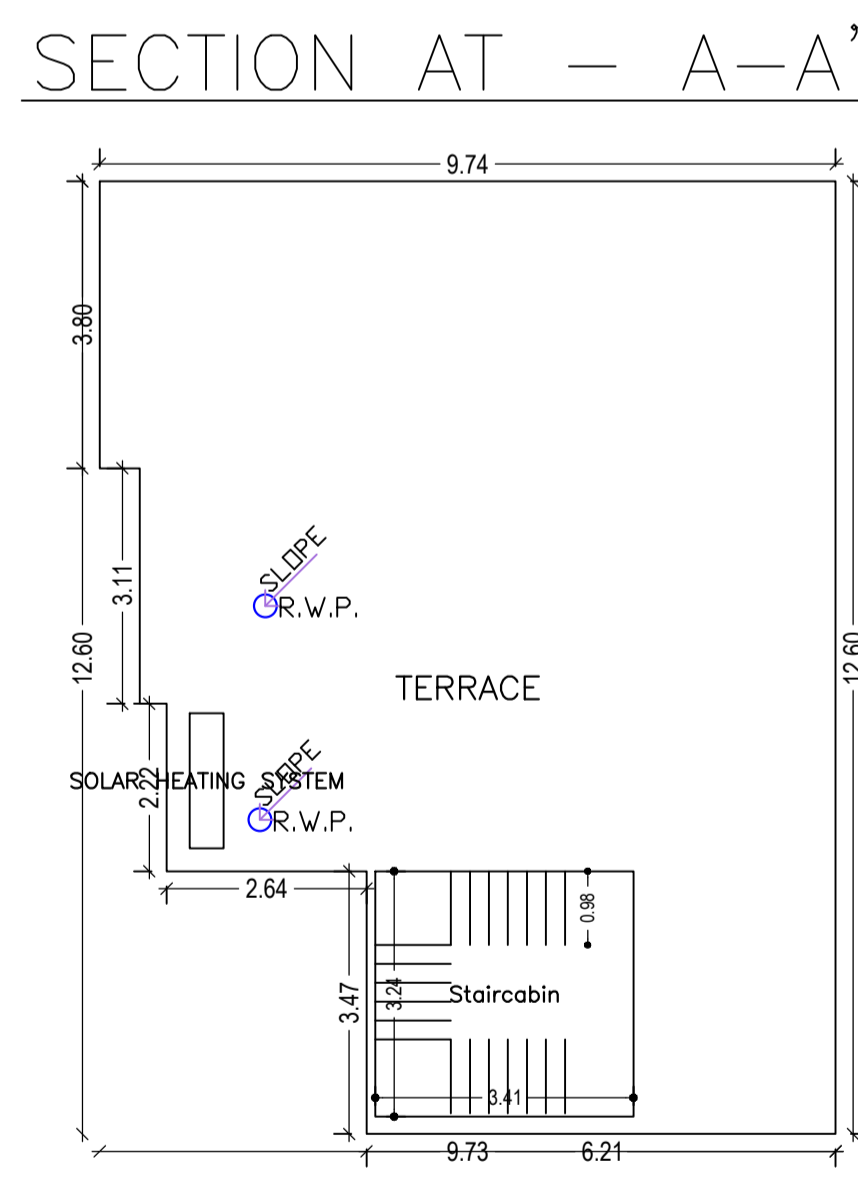 SECTION AT - A-A'
9.74
3.80
SLOPE
R.W.P.
3.11
12.60
12.60
TERRACE
SLOPE
SOLAR HEATING SYSTEM
2.22
R.W.P.
2.64
0.98
3.47
3.24
Staircabin
3.41
9.73
6.21